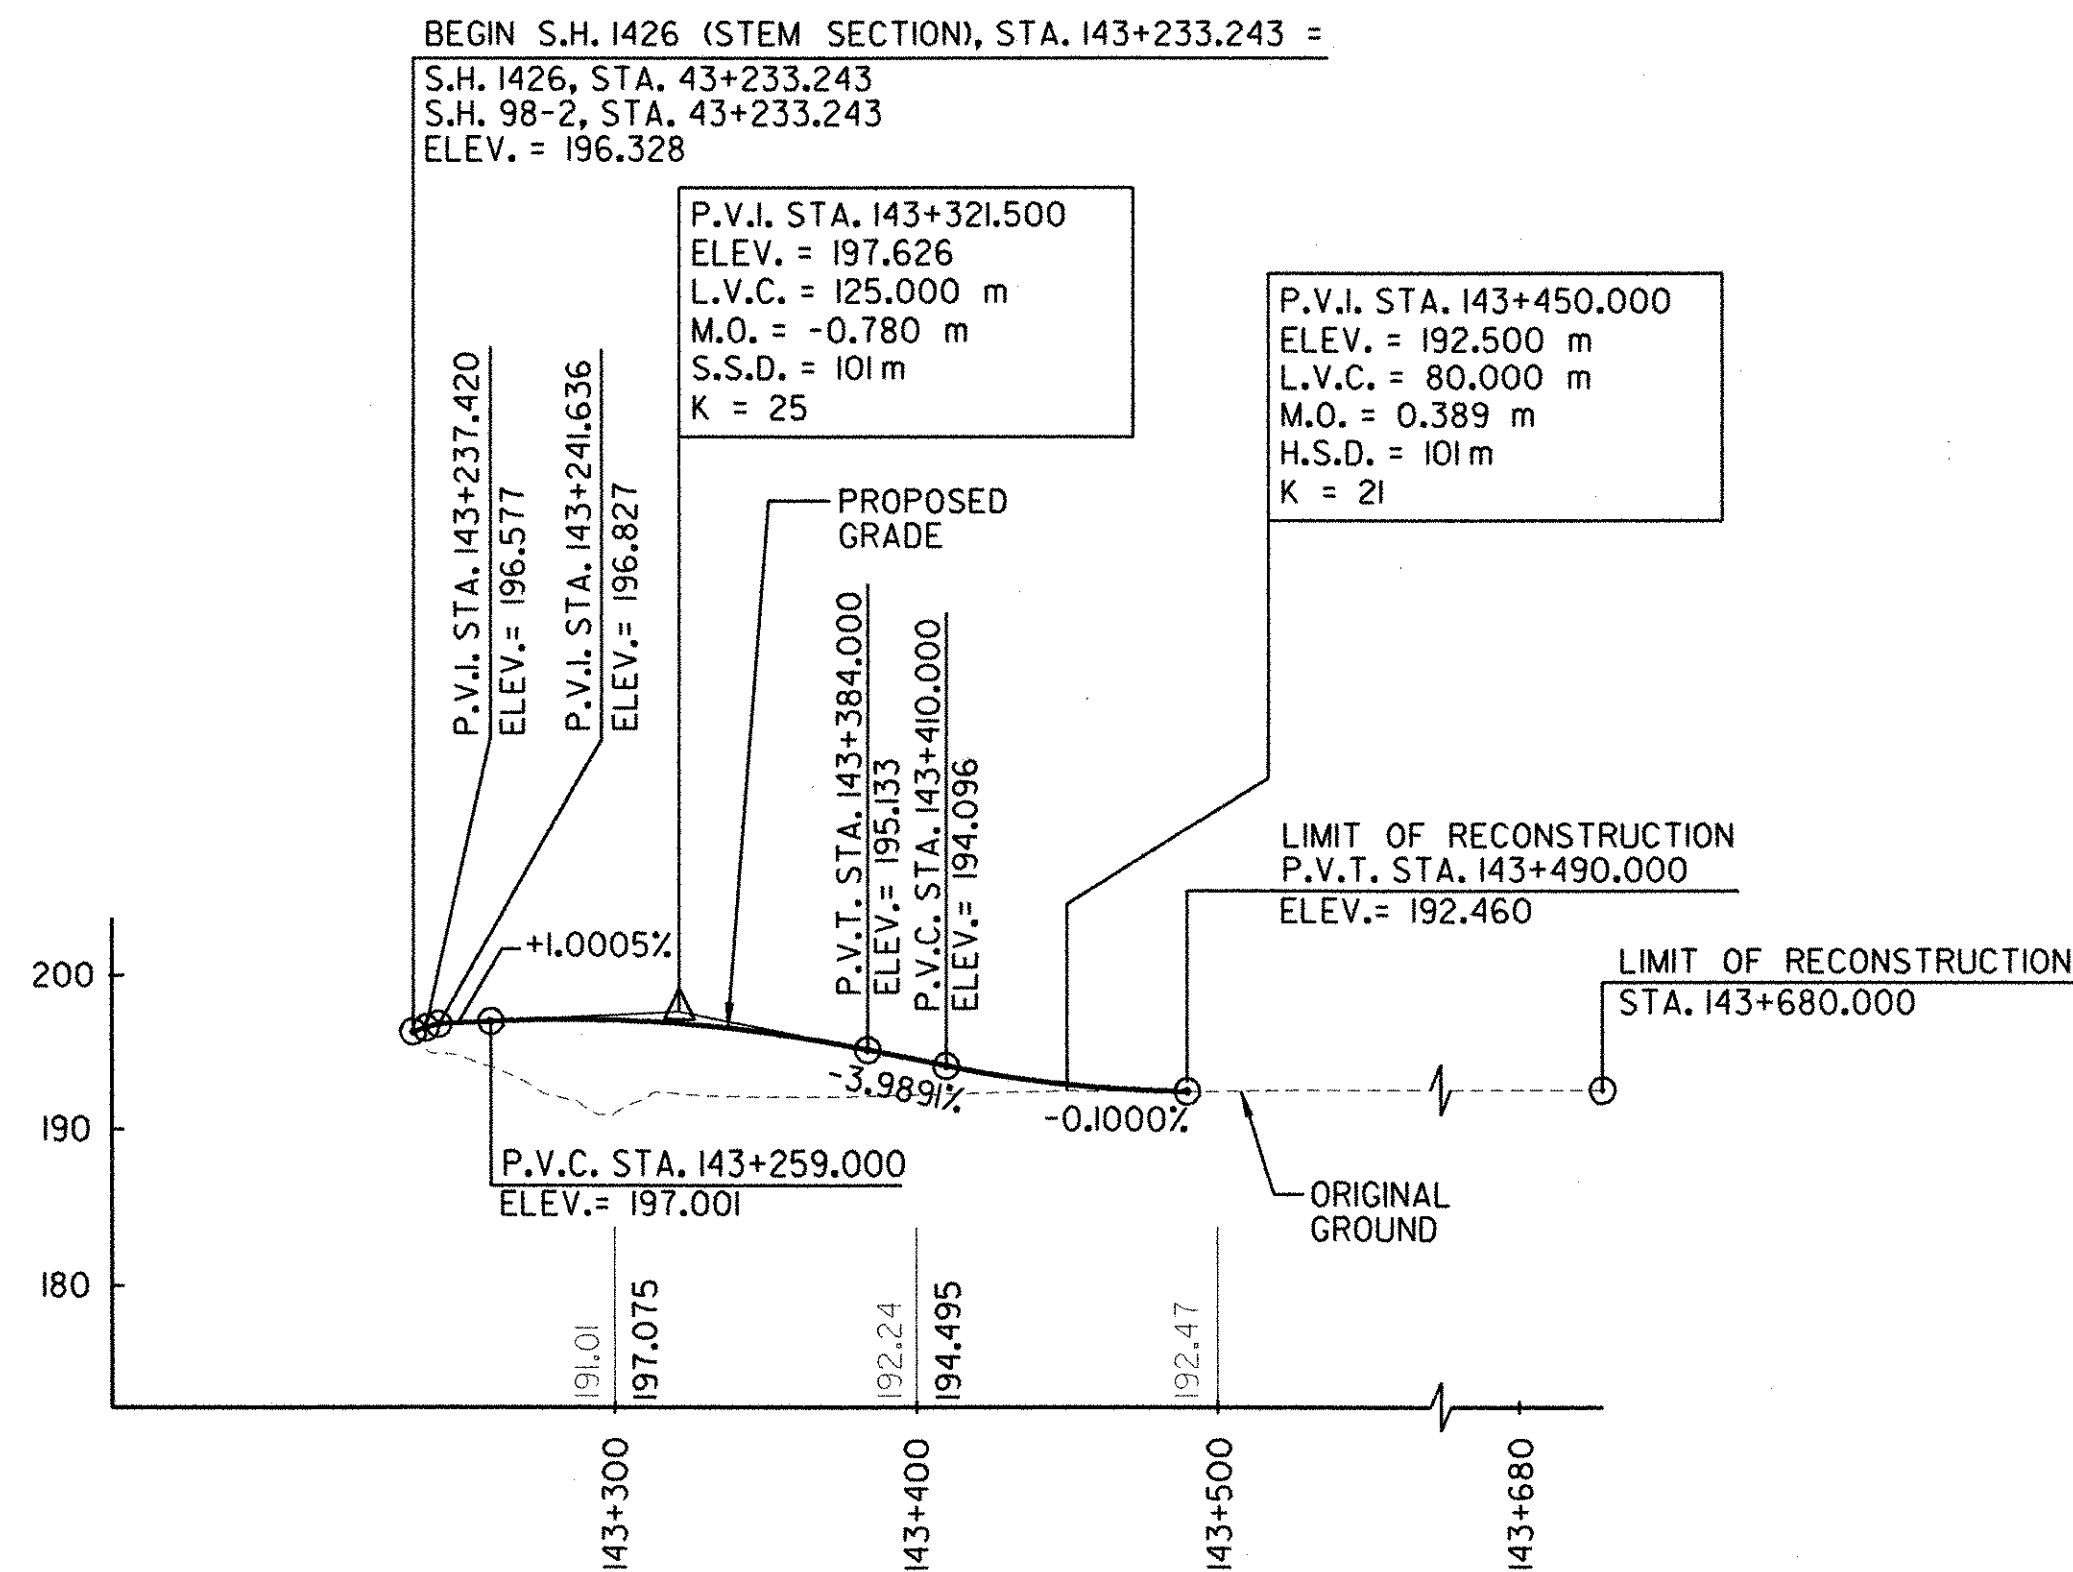 BEGIN S.H. 1426 (STEM SECTION), STA. 143+233.243 =
S.H. 1426, STA. 43+233.243
S.H. 98-2, STA. 43+233.243
ELEV. = 196.328
P.V.I. STA. 143+321.500
ELEV. = 197.626
L.V.C. = 125.000 m
M.O. = -0.780 m
S.S.D. = 101 m
K = 25
P.V.I. STA. 143+450.000
ELEV. = 192.500 m
L.V.C. = 80.000 m
M.O. = 0.389 m
H.S.D. = 101 m
K = 21
P.V.I. STA. 143+237.420
ELEV.= 196.577
P.V.I. STA. 143+241.636
ELEV.= 196.827
PROPOSED
GRADE
P.V.T. STA. 143+384.000
ELEV.= 195.133
P.V.C. STA. 143+410.000
ELEV.= 194.096
LIMIT OF RECONSTRUCTION
P.V.T. STA. 143+490.000
ELEV.= 192.460
LIMIT OF RECONSTRUCTION
STA. 143+680.000
+1.0005%
-3.9891%
-0.1000%
200
190
180
P.V.C. STA. 143+259.000
ELEV.= 197.001
ORIGINAL
GROUND
191.01
197.075
192.24
194.495
192.47
143+300
143+400
143+500
143+680